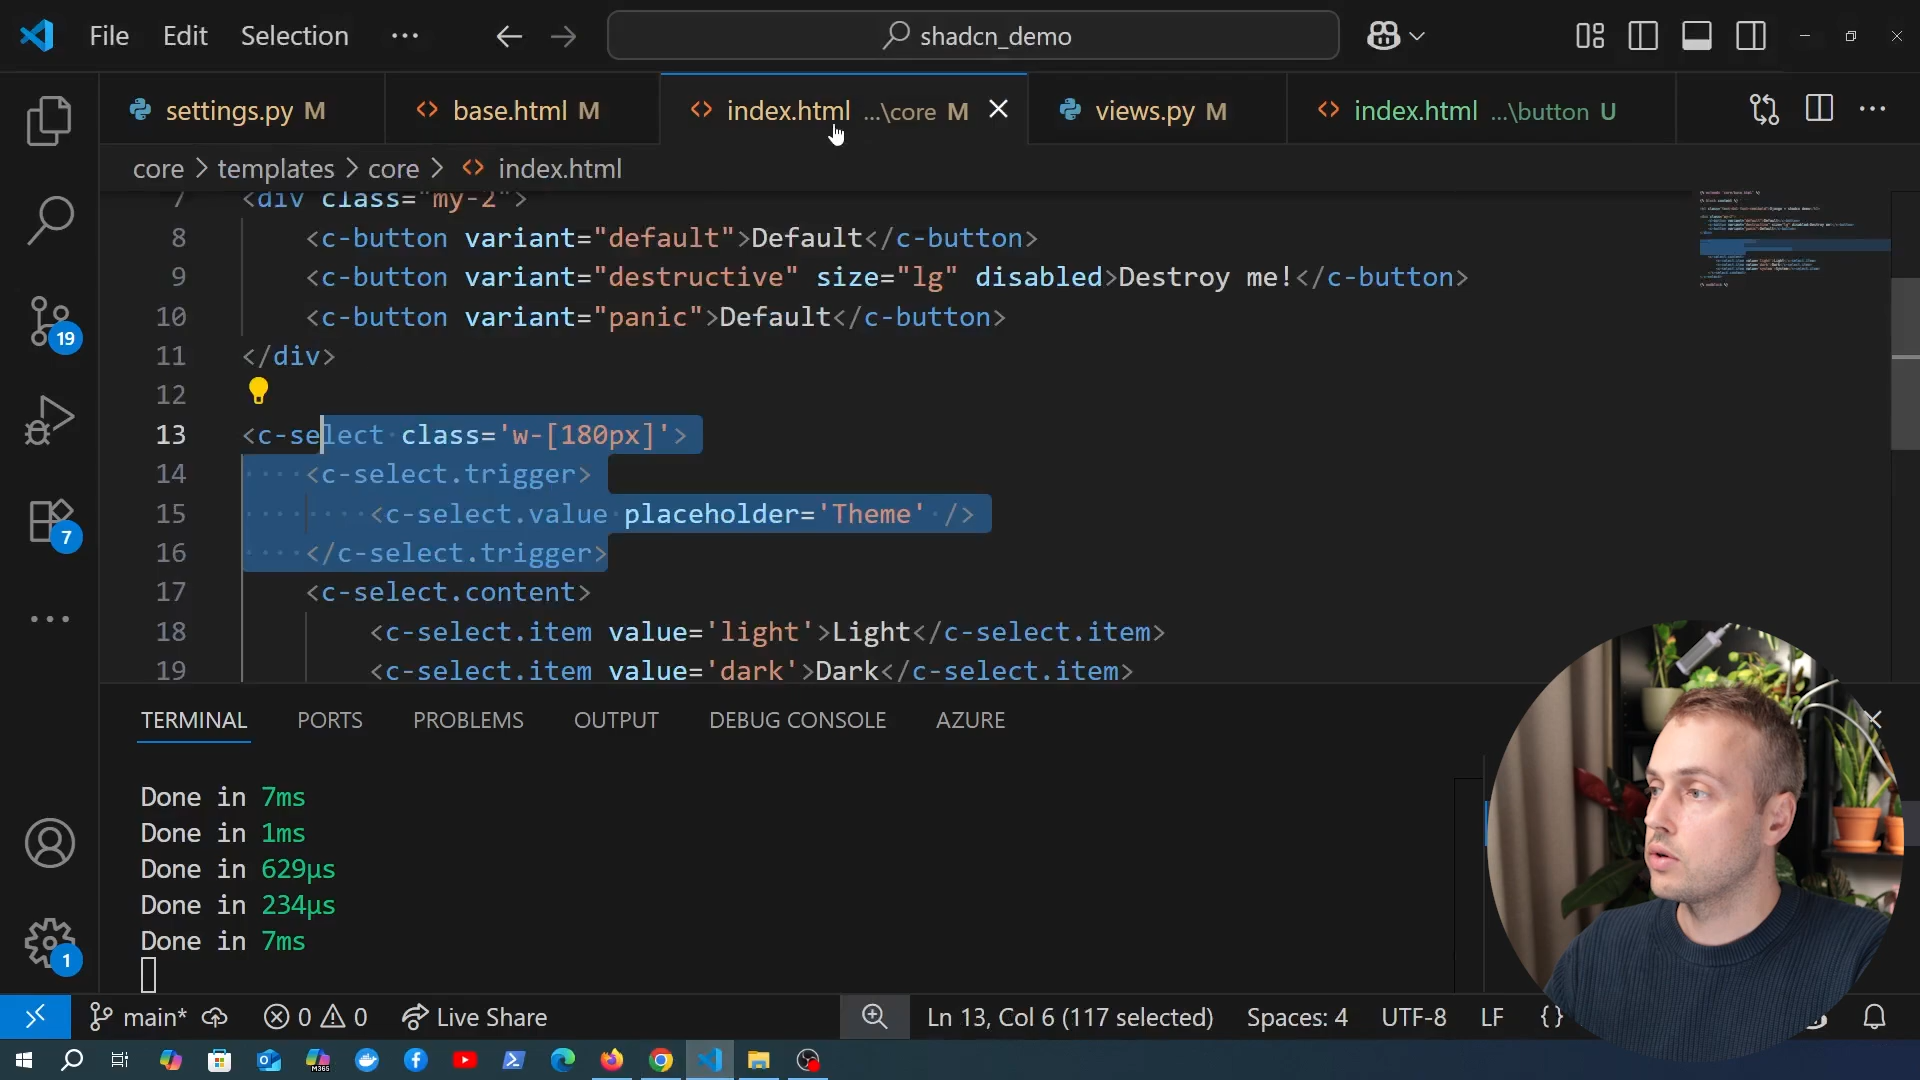 File Edit Selection ··· shadcn_demo
settings.py M base.html M index.html ...\core M views.py M index.html ...\button U
core > templates > core > index.html
7 <div class="my-2">
8 <c-button variant="default">Default</c-button>
9 <c-button variant="destructive" size="lg" disabled>Destroy me!</c-button>
10 <c-button variant="panic">Default</c-button>
11 </div>
12
13 <c-select class='w-[180px]'>
14 <c-select.trigger>
15 <c-select.value placeholder='Theme' />
16 </c-select.trigger>
17 <c-select.content>
18 <c-select.item value='light'>Light</c-select.item>
19 <c-select.item value='dark'>Dark</c-select.item>
19
7
1
TERMINAL PORTS PROBLEMS OUTPUT DEBUG CONSOLE AZURE
Done in 7ms
Done in 1ms
Done in 629µs
Done in 234µs
Done in 7ms
main* 0 0 Live Share Ln 13, Col 6 (117 selected) Spaces: 4 UTF-8 LF {}
M365